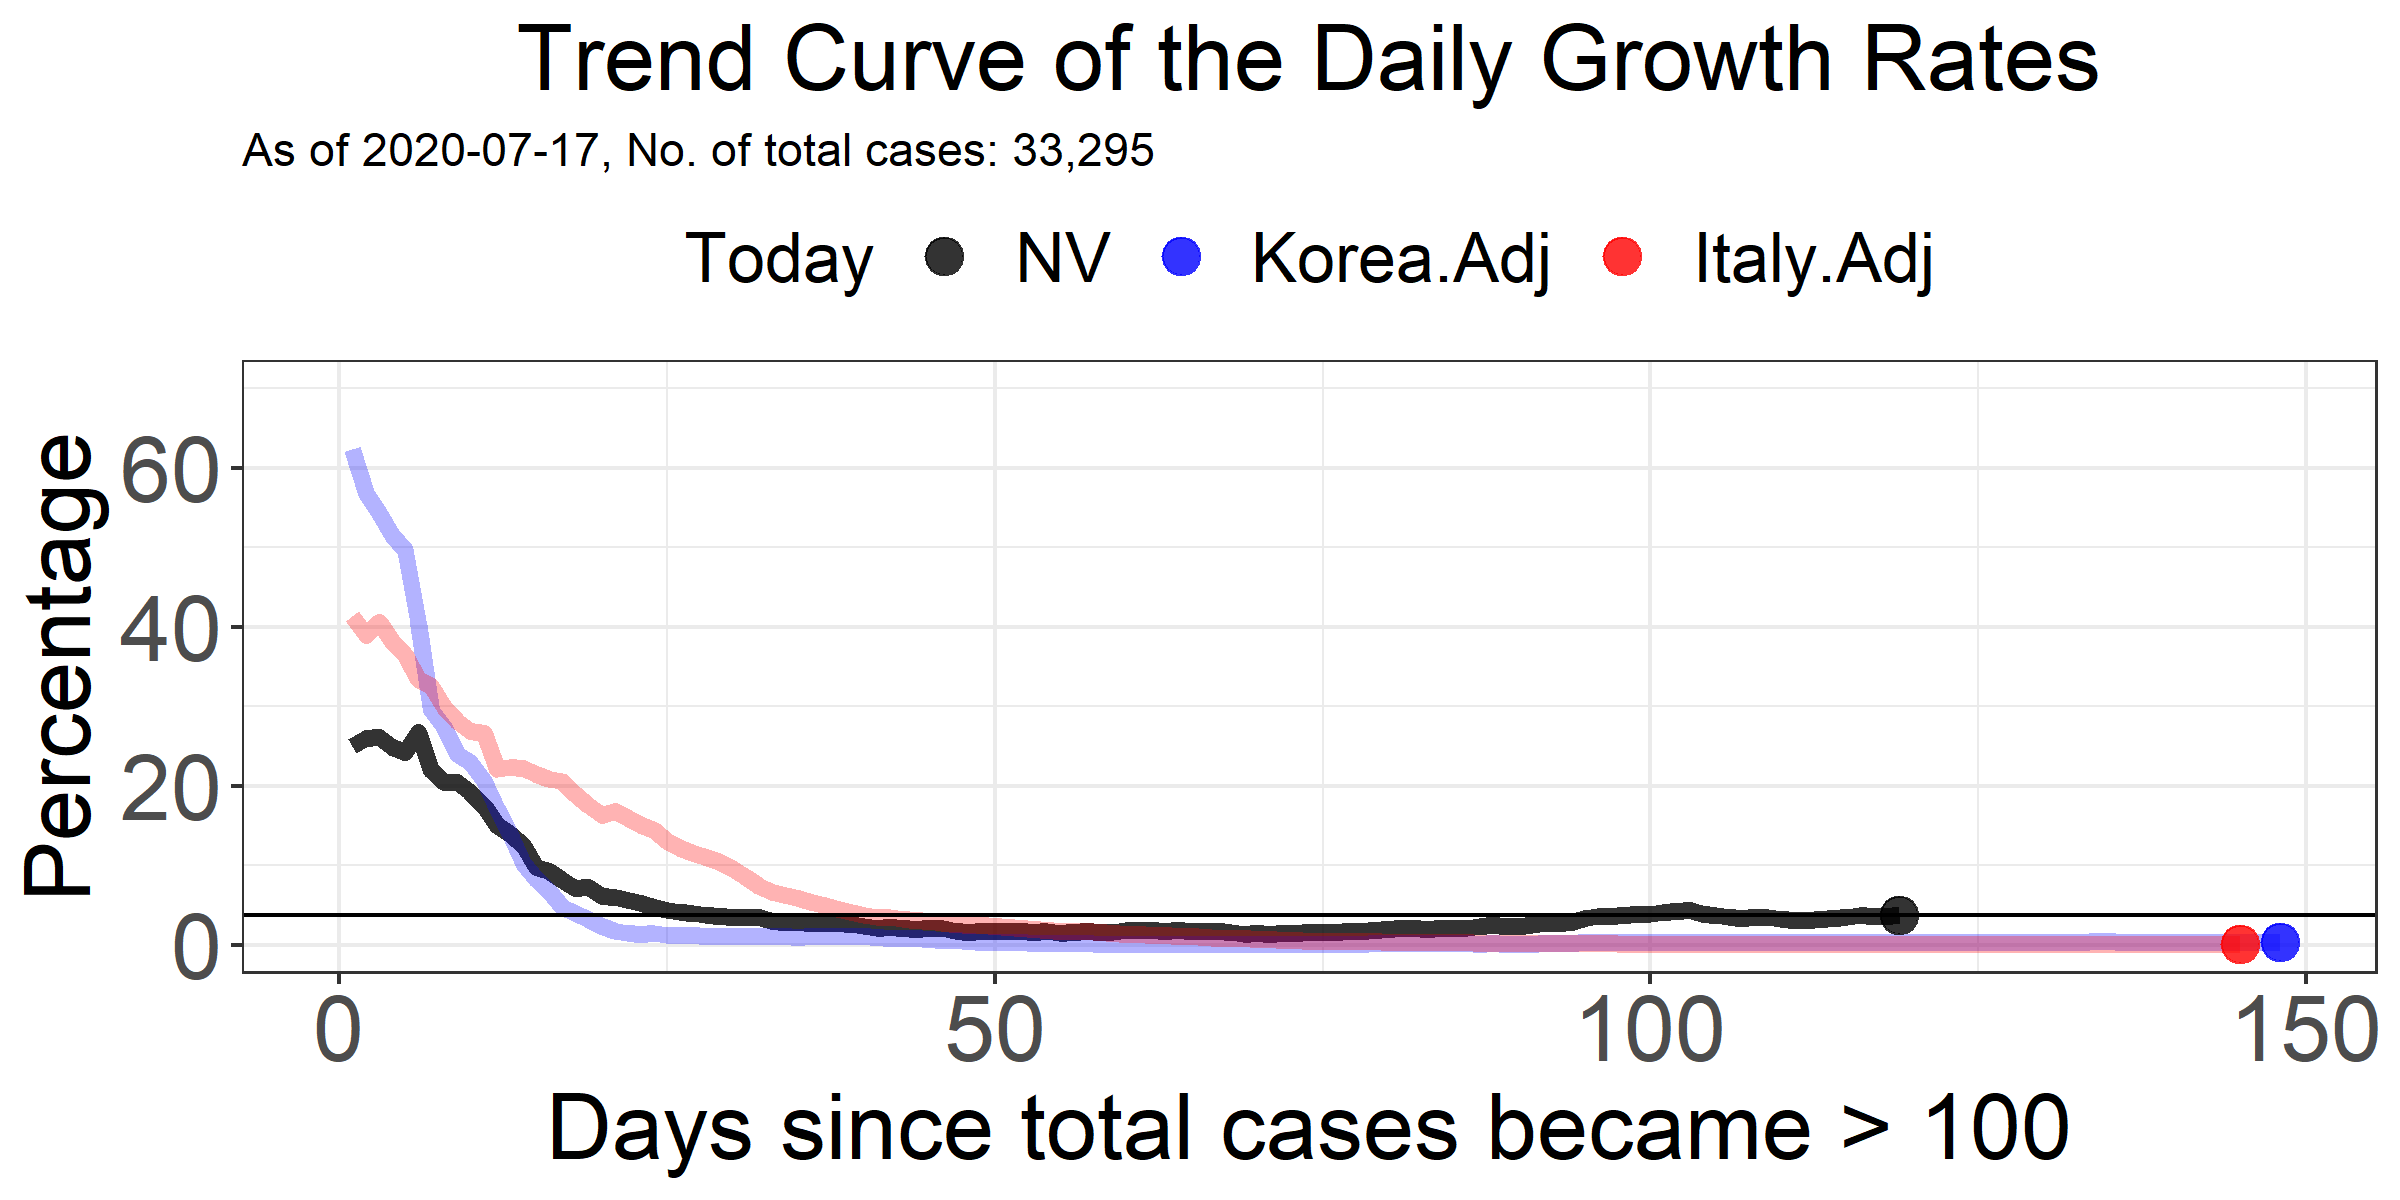 Trend Curve of the Daily Growth Rates
As of 2020-07-17, No. of total cases: 33,295
Today NV Korea.Adj Italy.Adj
Percentage
60
40
20
0
0 50 100 150
Days since total cases became > 100